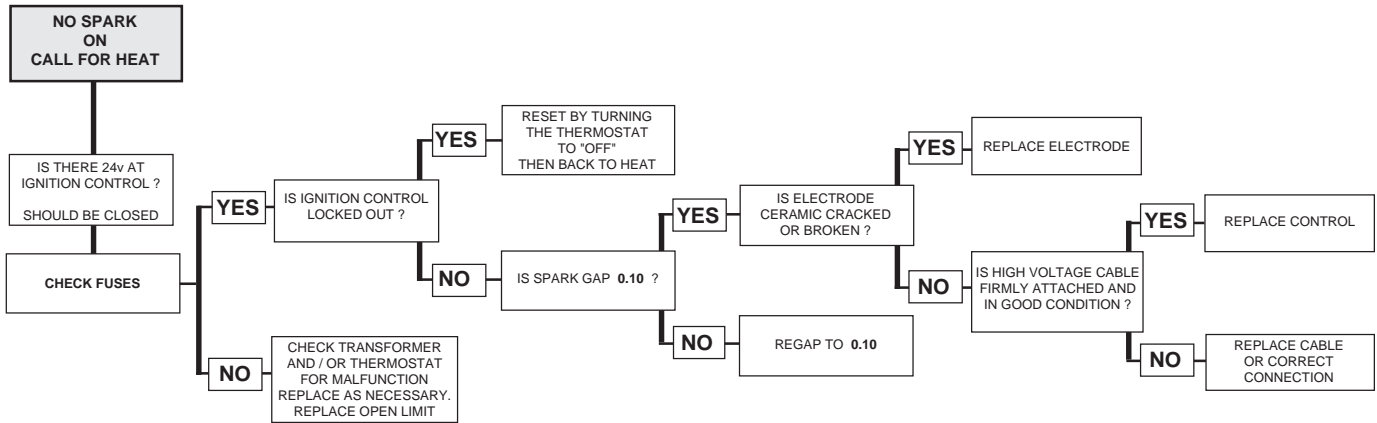 NO SPARK
ON
CALL FOR HEAT
IS THERE 24v AT
IGNITION CONTROL ?
SHOULD BE CLOSED
CHECK FUSES
YES
IS IGNITION CONTROL
LOCKED OUT ?
NO
CHECK TRANSFORMER
AND / OR THERMOSTAT
FOR MALFUNCTION
REPLACE AS NECESSARY.
REPLACE OPEN LIMIT
YES
RESET BY TURNING
THE THERMOSTAT
TO "OFF"
THEN BACK TO HEAT
NO
IS SPARK GAP 0.10 ?
YES
IS ELECTRODE
CERAMIC CRACKED
OR BROKEN ?
NO
REGAP TO 0.10
YES
REPLACE ELECTRODE
NO
IS HIGH VOLTAGE CABLE
FIRMLY ATTACHED AND
IN GOOD CONDITION ?
YES
REPLACE CONTROL
NO
REPLACE CABLE
OR CORRECT
CONNECTION